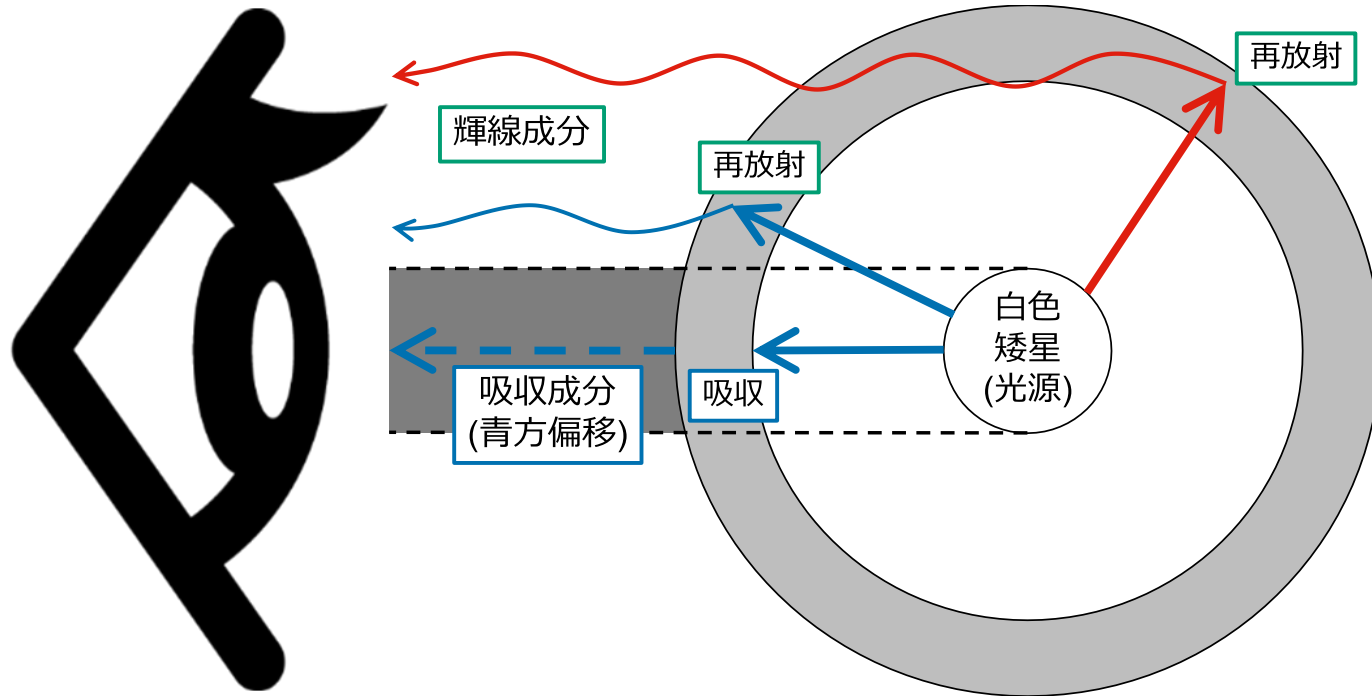 再放射
輝線成分
再放射
白色
矮星
(光源)
吸収
吸収成分
(青方偏移)